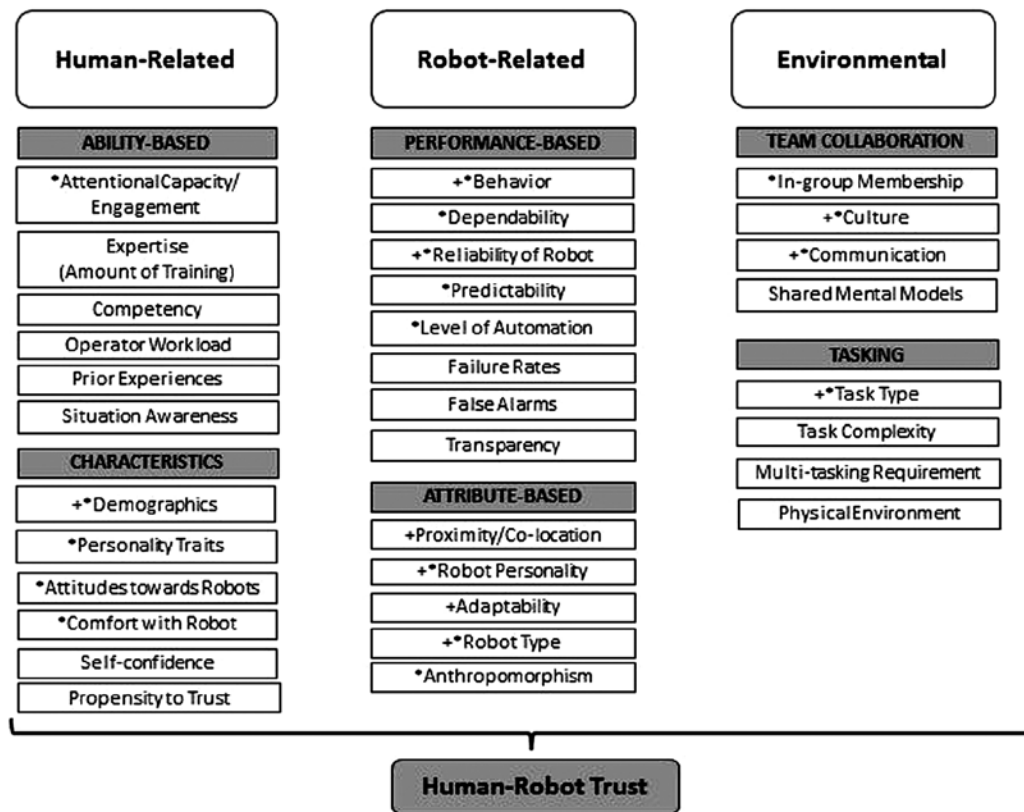 Human-Related
ABILITY-BASED
*Attentional Capacity/
Engagement
Expertise
(Amount of Training)
Competency
Operator Workload
Prior Experiences
Situation Awareness
CHARACTERISTICS
+*Demographics
*Personality Traits
*Attitudes towards Robots
*Comfort with Robot
Self-confidence
Propensity to Trust
Robot-Related
PERFORMANCE-BASED
+*Behavior
*Dependability
+*Reliability of Robot
*Predictability
*Level of Automation
Failure Rates
False Alarms
Transparency
ATTRIBUTE-BASED
+Proximity/Co-location
+*Robot Personality
+Adaptability
+*Robot Type
*Anthropomorphism
Environmental
TEAM COLLABORATION
*In-group Membership
+*Culture
+*Communication
Shared Mental Models
TASKING
+*Task Type
Task Complexity
Multi-tasking Requirement
Physical Environment
Human-Robot Trust